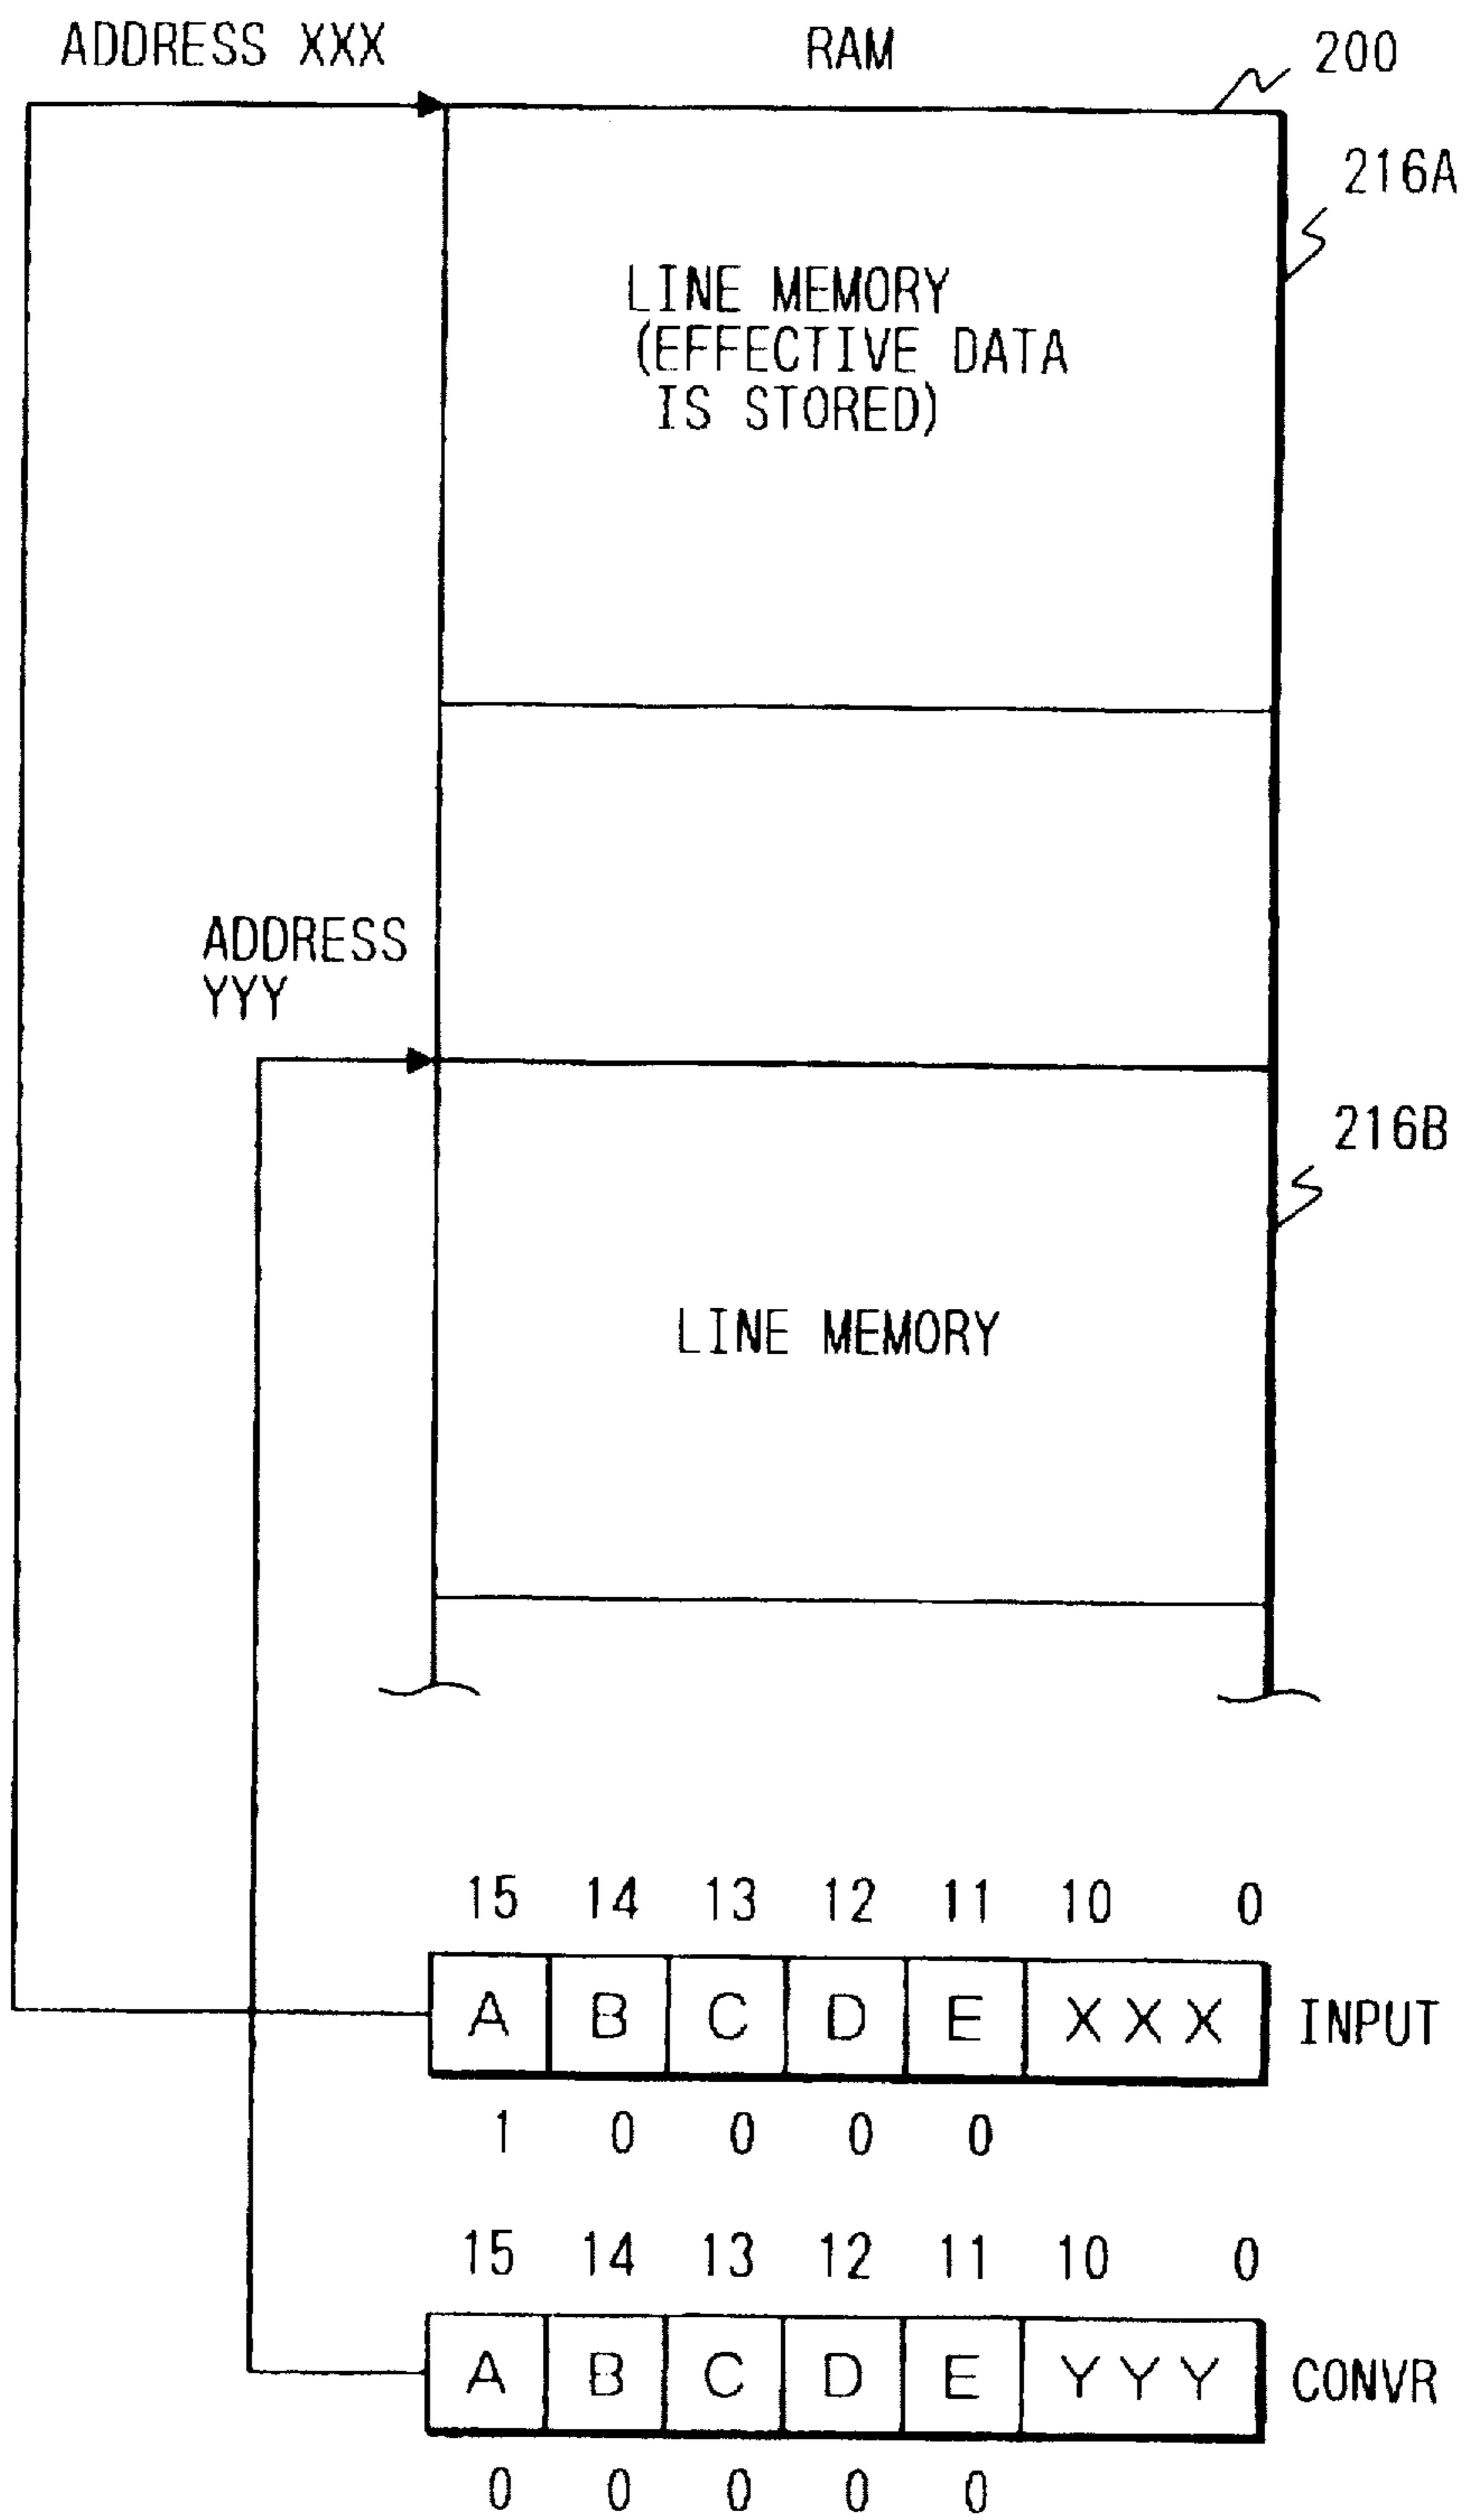 ADDRESS XXX
RAM
200
216A
LINE MEMORY
(EFFECTIVE DATA
IS STORED)
ADDRESS
YYY
216B
LINE MEMORY
15 14 13 12 11 10 0
A B C D E XXX INPUT
1 0 0 0 0
15 14 13 12 11 10 0
A B C D E YYY CONVR
0 0 0 0 0